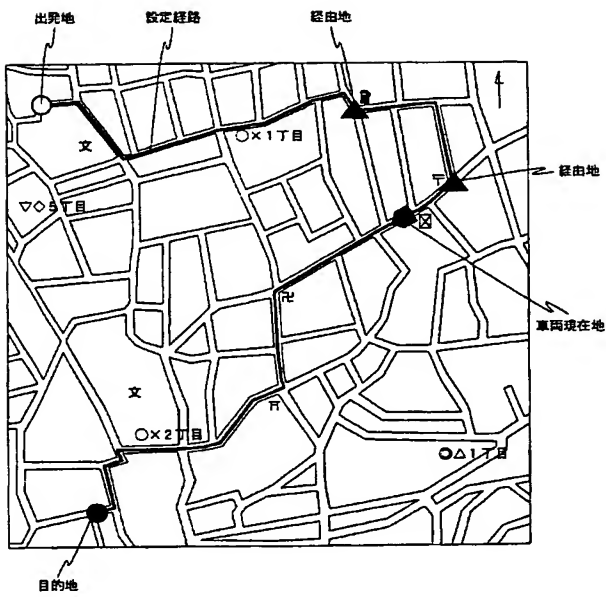 出発地
設定経路
経由地
文
○×1丁目
〒
経由地
▽◇5丁目
卍
車両現在地
文
○×2丁目
◎△1丁目
目的地